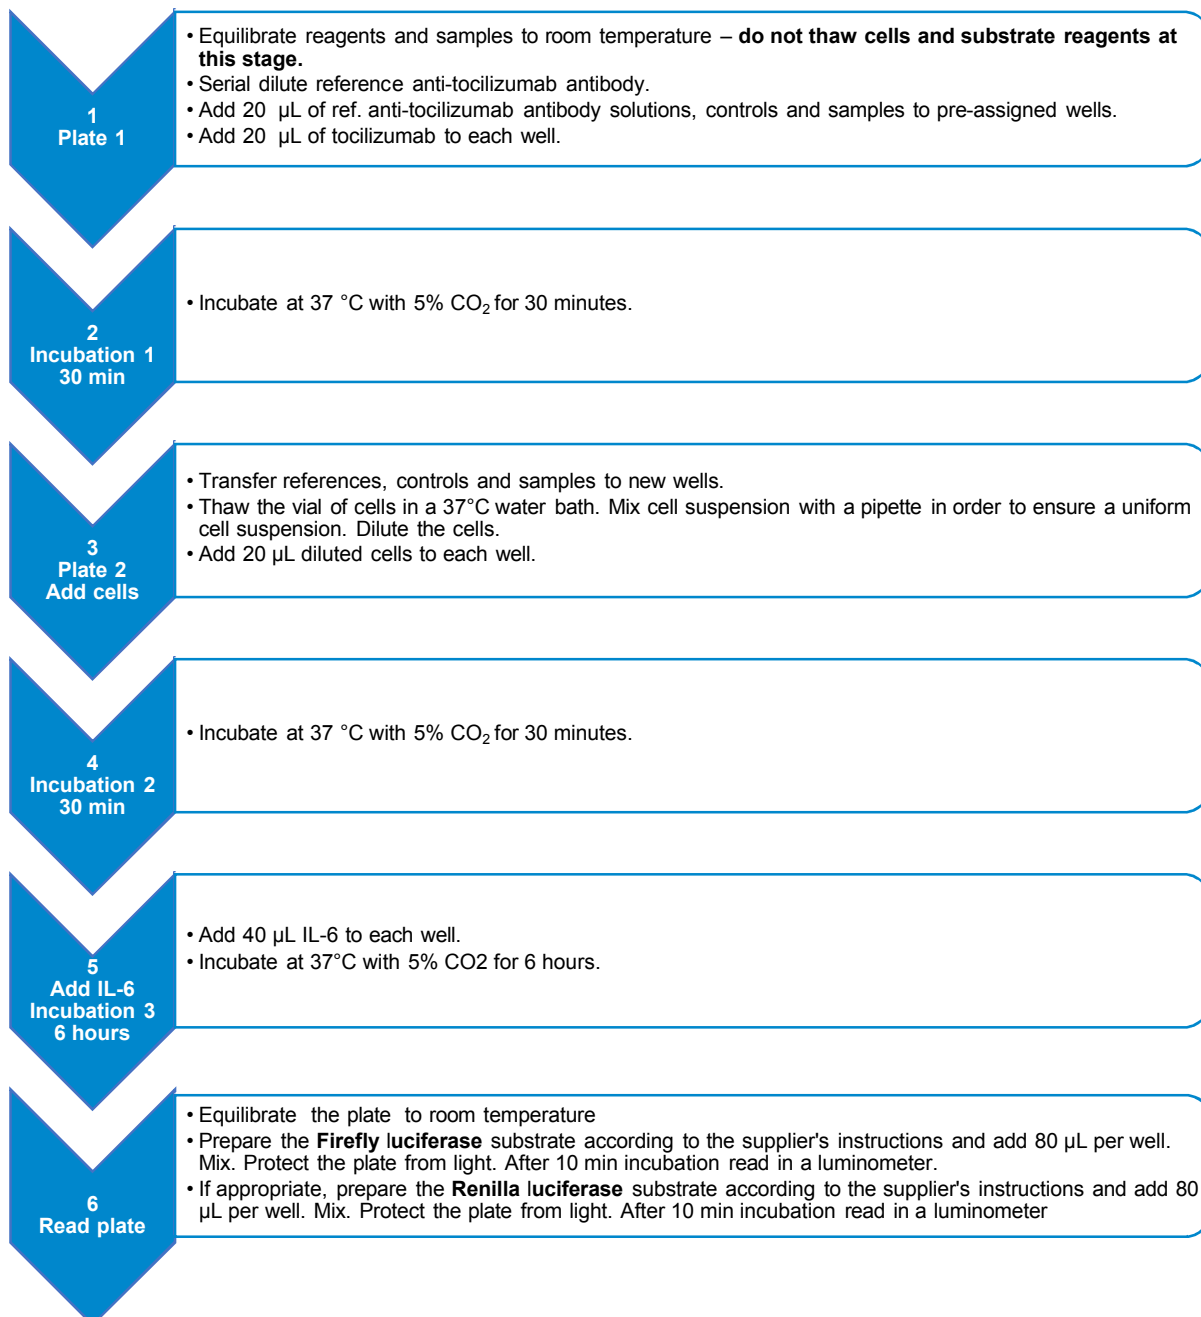 1
Plate 1
• Equilibrate reagents and samples to room temperature – do not thaw cells and substrate reagents at
this stage.
• Serial dilute reference anti-tocilizumab antibody.
• Add 20 µL of ref. anti-tocilizumab antibody solutions, controls and samples to pre-assigned wells.
• Add 20 µL of tocilizumab to each well.
2
Incubation 1
30 min
• Incubate at 37 °C with 5% CO₂ for 30 minutes.
3
Plate 2
Add cells
• Transfer references, controls and samples to new wells.
• Thaw the vial of cells in a 37°C water bath. Mix cell suspension with a pipette in order to ensure a uniform
cell suspension. Dilute the cells.
• Add 20 µL diluted cells to each well.
4
Incubation 2
30 min
• Incubate at 37 °C with 5% CO₂ for 30 minutes.
5
Add IL-6
Incubation 3
6 hours
• Add 40 µL IL-6 to each well.
• Incubate at 37°C with 5% CO2 for 6 hours.
6
Read plate
• Equilibrate the plate to room temperature
• Prepare the Firefly luciferase substrate according to the supplier's instructions and add 80 µL per well.
Mix. Protect the plate from light. After 10 min incubation read in a luminometer.
• If appropriate, prepare the Renilla luciferase substrate according to the supplier's instructions and add 80
µL per well. Mix. Protect the plate from light. After 10 min incubation read in a luminometer